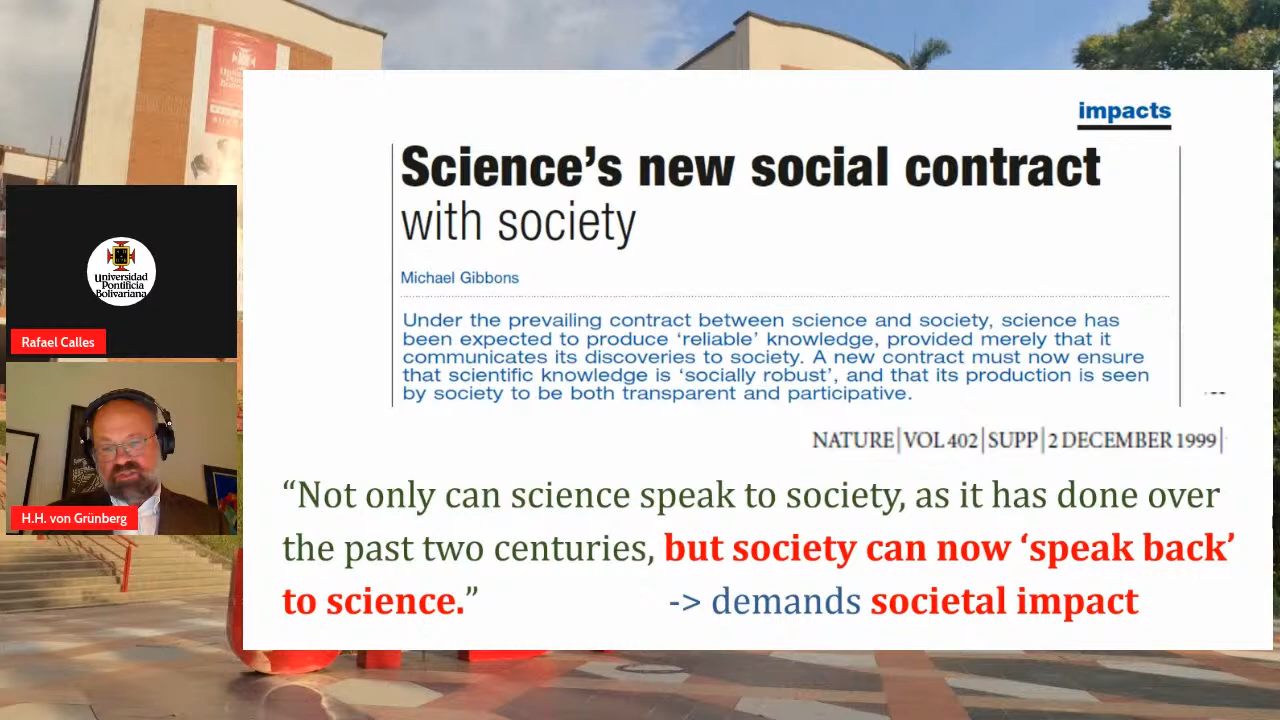 impacts
Science's new social contract
with society
Michael Gibbons
Under the prevailing contract between science and society, science has
been expected to produce 'reliable' knowledge, provided merely that it
communicates its discoveries to society. A new contract must now ensure
that scientific knowledge is 'socially robust', and that its production is seen
by society to be both transparent and participative.
NATURE|VOL 402|SUPP|2 DECEMBER 1999|
“Not only can science speak to society, as it has done over
the past two centuries, but society can now ‘speak back’
to science.” -> demands societal impact
Universidad
Pontificia
Bolivariana
Rafael Calles
H.H. von Grünberg